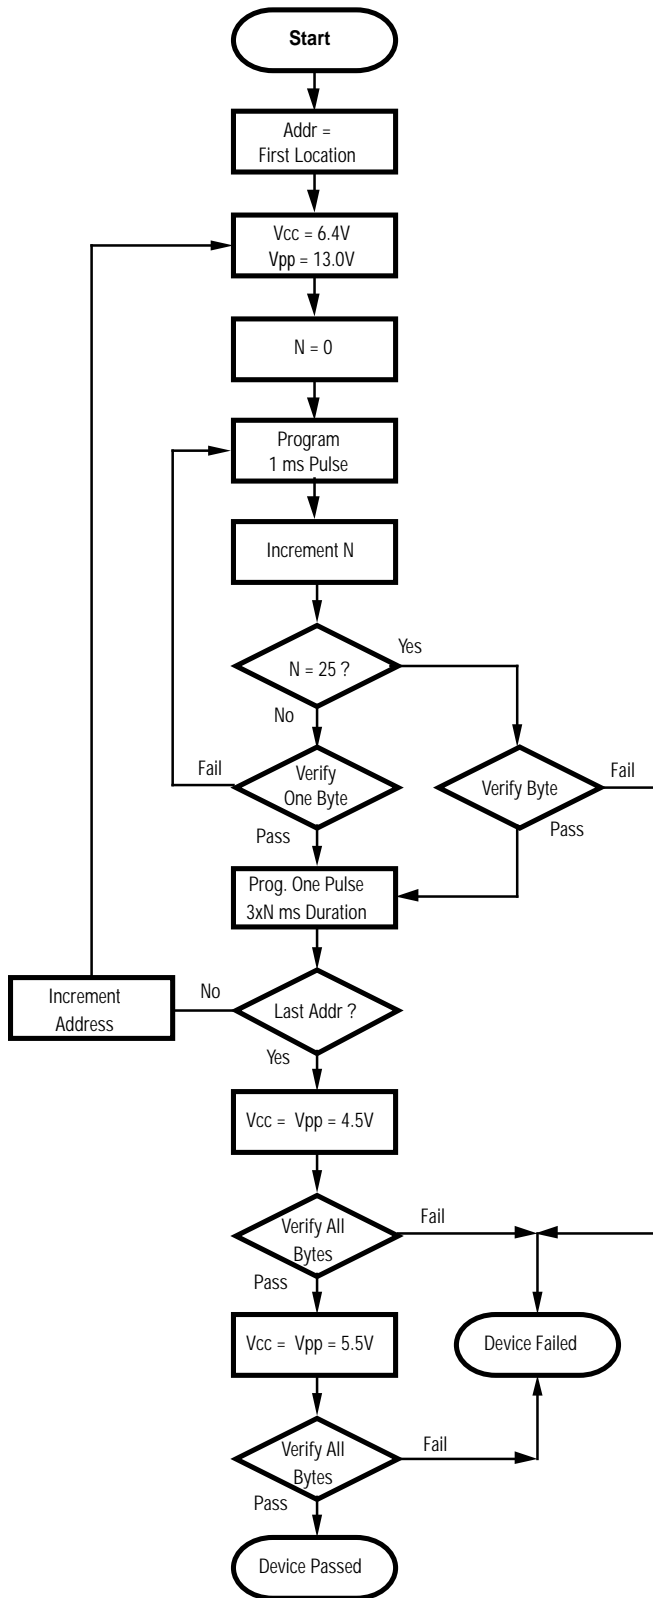 Start
Addr =
First Location
Vcc = 6.4V
Vpp = 13.0V
N = 0
Program
1 ms Pulse
Increment N
N = 25 ?
Yes
No
Fail
Verify
One Byte
Verify Byte
Fail
Pass
Pass
Prog. One Pulse
3xN ms Duration
Increment
Address
No
Last Addr ?
Yes
Vcc = Vpp = 4.5V
Verify All
Bytes
Fail
Pass
Vcc = Vpp = 5.5V
Device Failed
Verify All
Bytes
Fail
Pass
Device Passed